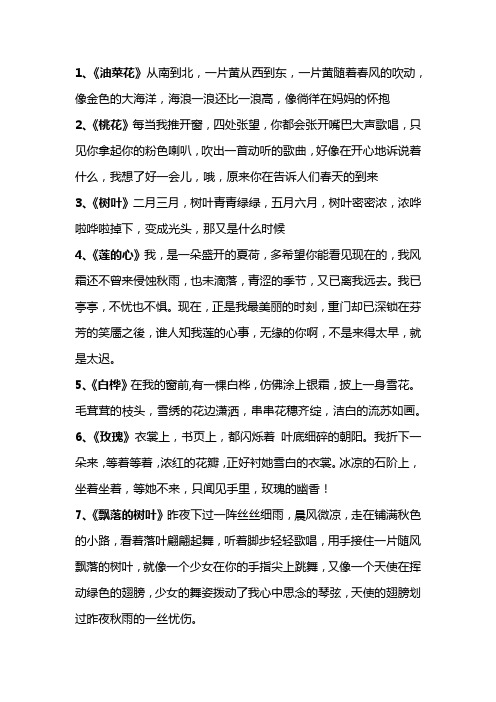 1、《油菜花》从南到北，一片黄从西到东，一片黄随着春风的吹动，
像金色的大海洋，海浪一浪还比一浪高，像徜徉在妈妈的怀抱
2、《桃花》每当我推开窗，四处张望，你都会张开嘴巴大声歌唱，只
见你拿起你的粉色喇叭，吹出一首动听的歌曲，好像在开心地诉说着
什么，我想了好一会儿，哦，原来你在告诉人们春天的到来
3、《树叶》二月三月，树叶青青绿绿，五月六月，树叶密密浓，浓哗
啦哗啦掉下，变成光头，那又是什么时候
4、《莲的心》我，是一朵盛开的夏荷，多希望你能看见现在的，我风
霜还不曾来侵蚀秋雨，也未滴落，青涩的季节，又已离我远去。我已
亭亭，不忧也不惧。现在，正是我最美丽的时刻，重门却已深锁在芬
芳的笑靥之後，谁人知我莲的心事，无缘的你啊，不是来得太早，就
是太迟。
5、《白桦》在我的窗前,有一棵白桦，仿佛涂上银霜，披上一身雪花。
毛茸茸的枝头，雪绣的花边潇洒，串串花穗齐绽，洁白的流苏如画。
6、《玫瑰》衣裳上，书页上，都闪烁着 叶底细碎的朝阳。我折下一
朵来，等着等着，浓红的花瓣，正好衬她雪白的衣裳。冰凉的石阶上，
坐着坐着，等她不来，只闻见手里，玫瑰的幽香！
7、《飘落的树叶》昨夜下过一阵丝丝细雨，晨风微凉，走在铺满秋色
的小路，看着落叶翩翩起舞，听着脚步轻轻歌唱，用手接住一片随风
飘落的树叶，就像一个少女在你的手指尖上跳舞，又像一个天使在挥
动绿色的翅膀，少女的舞姿拨动了我心中思念的琴弦，天使的翅膀划
过昨夜秋雨的一丝忧伤。